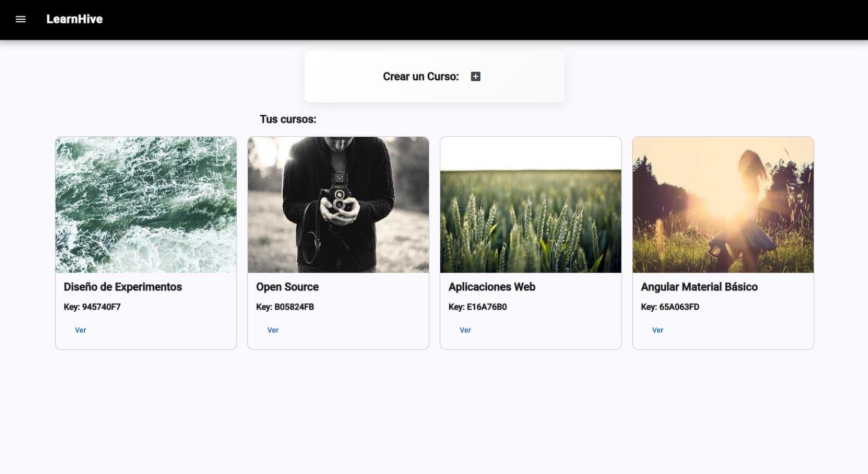 LearnHive
Crear un Curso:
Tus cursos:
Diseño de Experimentos
Key: 945740F7
Ver
Open Source
Key: B05824FB
Ver
Aplicaciones Web
Key: E16A76B0
Ver
Angular Material Básico
Key: 65A063FD
Ver